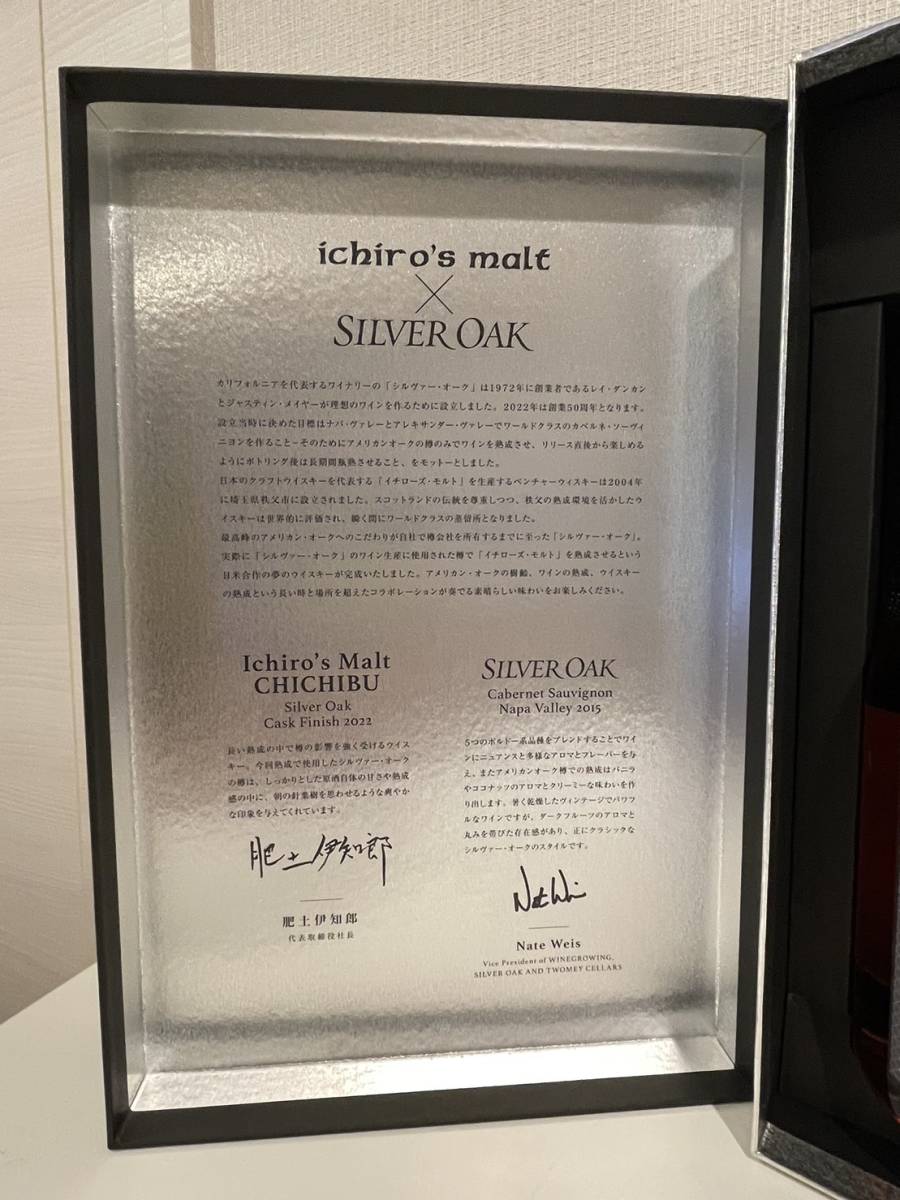 ichiro's malt
×
SILVER OAK
カリフォルニアを代表するワイナリーの「シルヴァー・オーク」は1972年に創業者であるレイ・ダンカン
とジャスティン・メイヤーが理想のワインを作るために設立しました。2022年は創業50周年となります。
設立当時に決めた目標はナパ・ヴァレーとアレキサンダー・ヴァレーでワールドクラスのカベルネ・ソーヴィ
ニヨンを作ること−そのためにアメリカンオークの樽のみでワインを熟成させ、リリース直後から楽しめる
ようにボトリング後は長期間瓶熟させること、をモットーとしました。
日本のクラフトウイスキーを代表する「イチローズ・モルト」を生産するベンチャーウィスキーは2004年
に埼玉県秩父市に設立されました。スコットランドの伝統を尊重しつつ、秩父の熟成環境を活かしたウ
イスキーは世界的に評価され、瞬く間にワールドクラスの蒸留所となりました。
最高峰のアメリカン・オークへのこだわりが自社で樽会社を所有するまでに至った「シルヴァー・オーク」。
実際に「シルヴァー・オーク」のワイン生産に使用された樽で「イチローズ・モルト」を熟成させるという
日米合作の夢のウイスキーが完成いたしました。アメリカン・オークの樹齢、ワインの熟成、ウイスキー
の熟成という長い時と場所を超えたコラボレーションが奏でる素晴らしい味わいをお楽しみください。
Ichiro's Malt
CHICHIBU
Silver Oak
Cask Finish 2022
長い熟成の中で樽の影響を強く受けるウイス
キー。今回熟成で使用したシルヴァー・オーク
の樽は、しっかりとした原酒自体の甘さや熟成
感の中に、朝の針葉樹を思わせるような爽やか
な印象を与えてくれています。
肥土伊知郎
肥土伊知郎
代表取締役社長
SILVER OAK
Cabernet Sauvignon
Napa Valley 2015
5つのボルドー系品種をブレンドすることでワイ
ンにニュアンスと多様なアロマとフレーバーを与
え、またアメリカンオーク樽での熟成はバニラ
やココナッツのアロマとクリーミーな味わいを作
り出します。暑く乾燥したヴィンテージでパワフ
ルなワインですが、ダークフルーツのアロマと
丸みを帯びた存在感があり、正にクラシックな
シルヴァー・オークのスタイルです。
Nate Weis
Nate Weis
Vice President of WINEGROWING,
SILVER OAK AND TWOMEY CELLARS